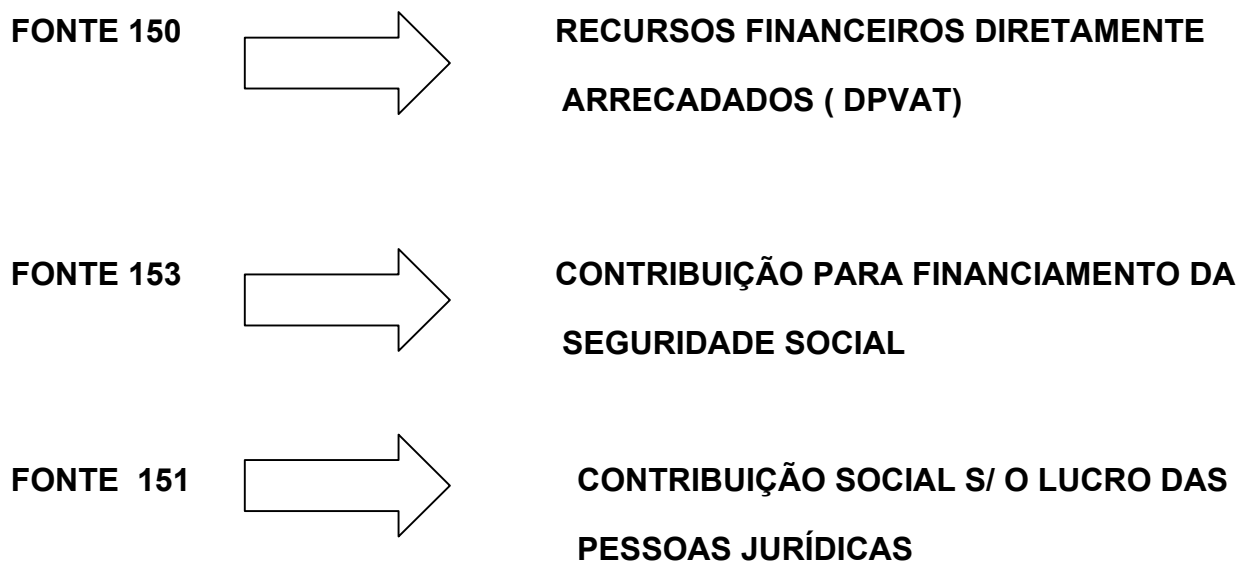 FONTE 150 RECURSOS FINANCEIROS DIRETAMENTE
ARRECADADOS ( DPVAT)
FONTE 153 CONTRIBUIÇÃO PARA FINANCIAMENTO DA
SEGURIDADE SOCIAL
FONTE 151 CONTRIBUIÇÃO SOCIAL S/ O LUCRO DAS
PESSOAS JURÍDICAS